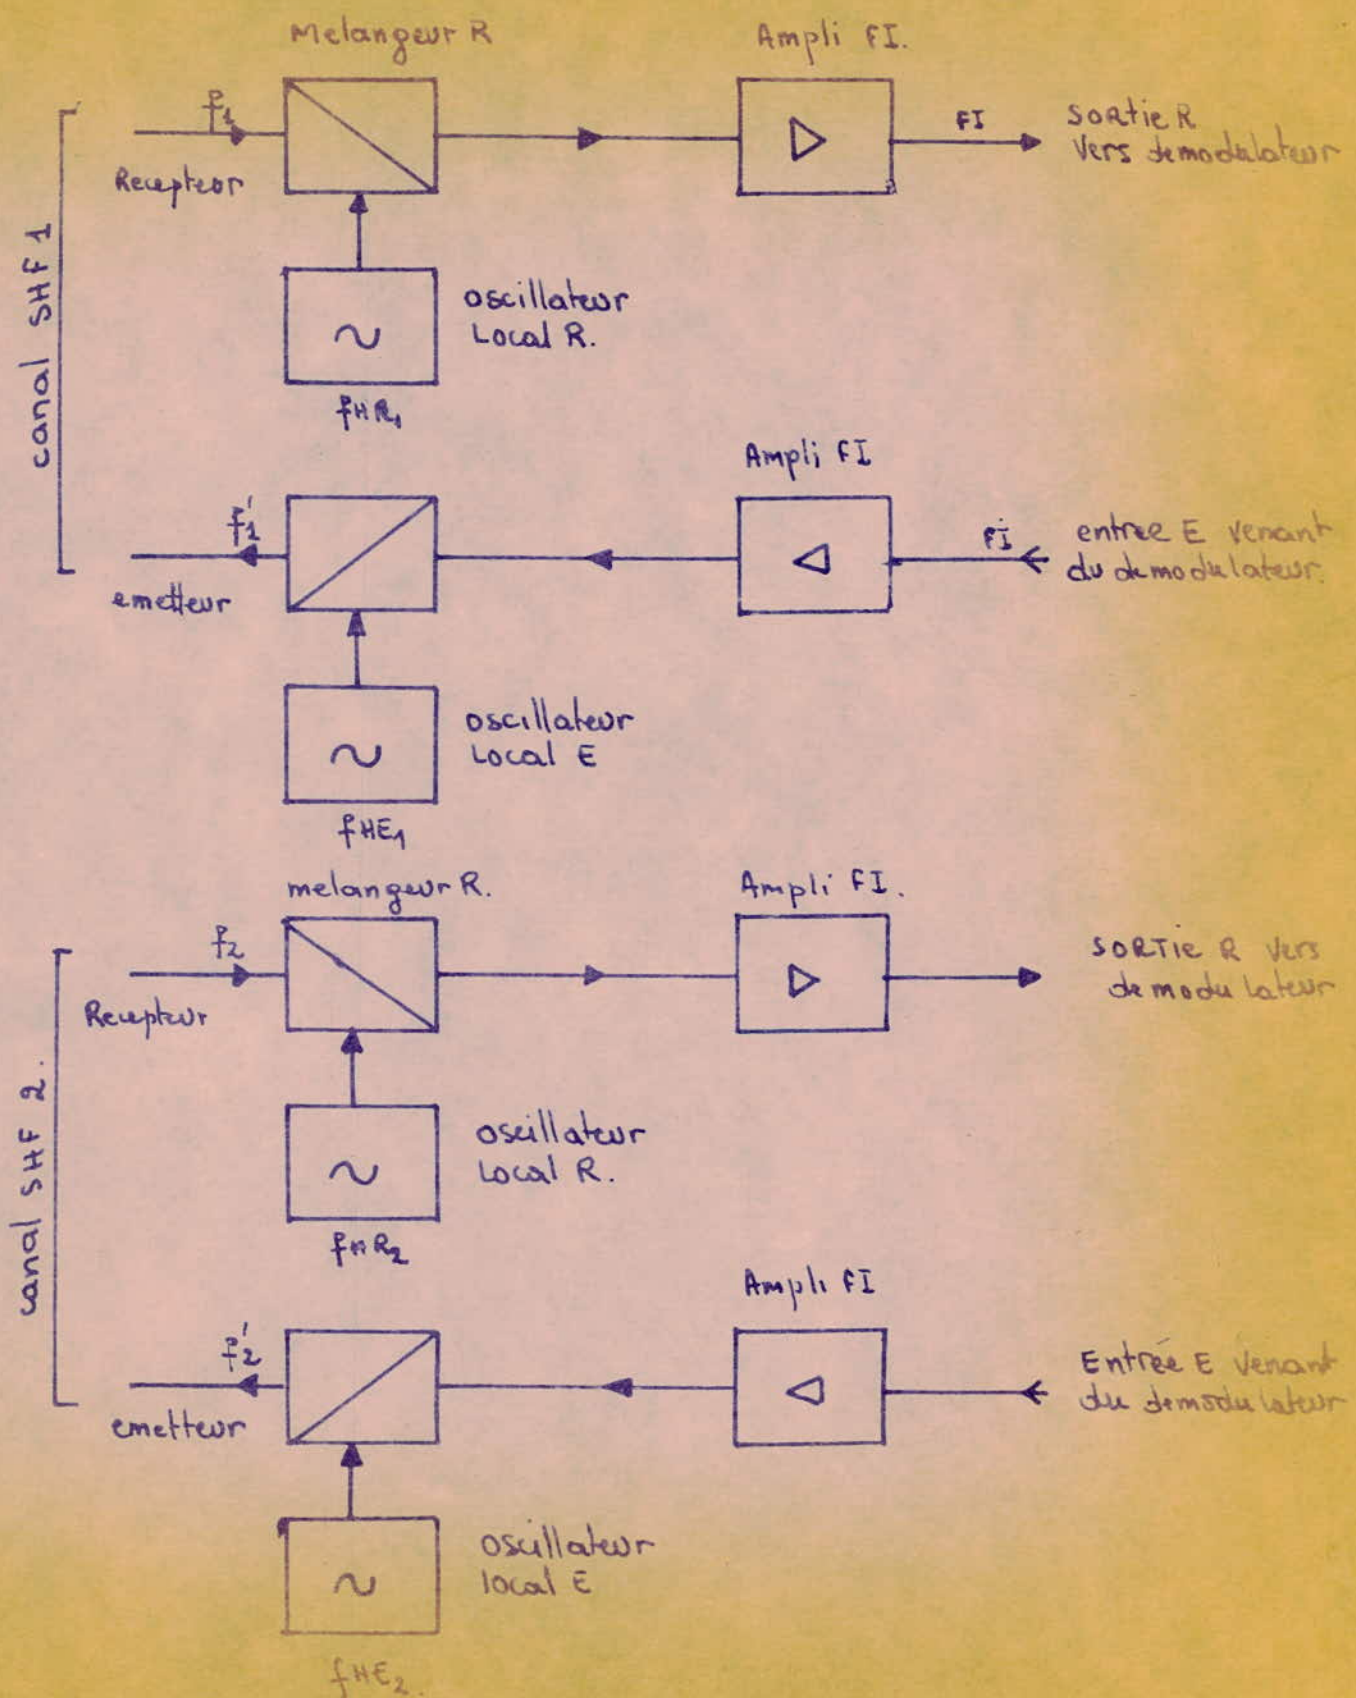 Melangeur R
Ampli FI.
f1
FI
Sortie R
Vers demodulateur
Recepteur
canal SHF 1
oscillateur
Local R.
fHR1
Ampli FI
f'1
FI
entree E venant
du demodulateur.
emetteur
oscillateur
Local E
fHE1
melangeur R.
Ampli FI.
f2
SORTIE R Vers
demodulateur
Recepteur
canal SHF 2.
oscillateur
Local R.
fHR2
Ampli FI
f'2
Entrée E Venant
du demodulateur
emetteur
oscillateur
local E
fHE2.